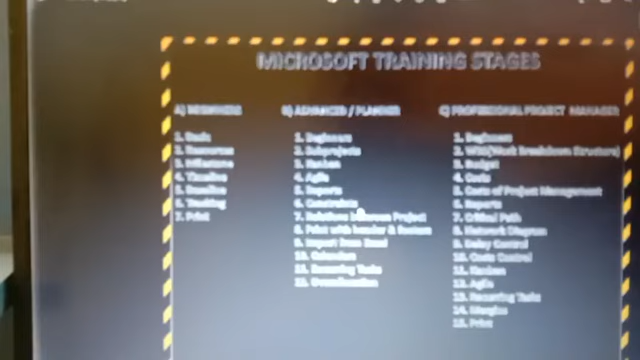 MICROSOFT TRAINING STAGES
A) BEGINNERS
1. Task
2. Resources
3. Milestone
4. Timeline
5. Baseline
6. Tracking
7. Print
B) ADVANCED / PLANNER
1. Beginners
2. Subprojects
3. Kanban
4. Agile
5. Reports
6. Constraints
7. Relations between Project
8. Print with header & footers
9. Import from Excel
10. Calendars
11. Recurring Tasks
12. Overallocation
C) PROFESSIONAL PROJECT MANAGER
1. Beginners
2. WBS(Work Breakdown Structure)
3. Budget
4. Costs
5. Costs of Project Management
6. Reports
7. Critical Path
8. Network Diagram
9. Delay Control
10. Costs Control
11. Kanban
12. Agile
13. Recurring Tasks
14. Margins
15. Print